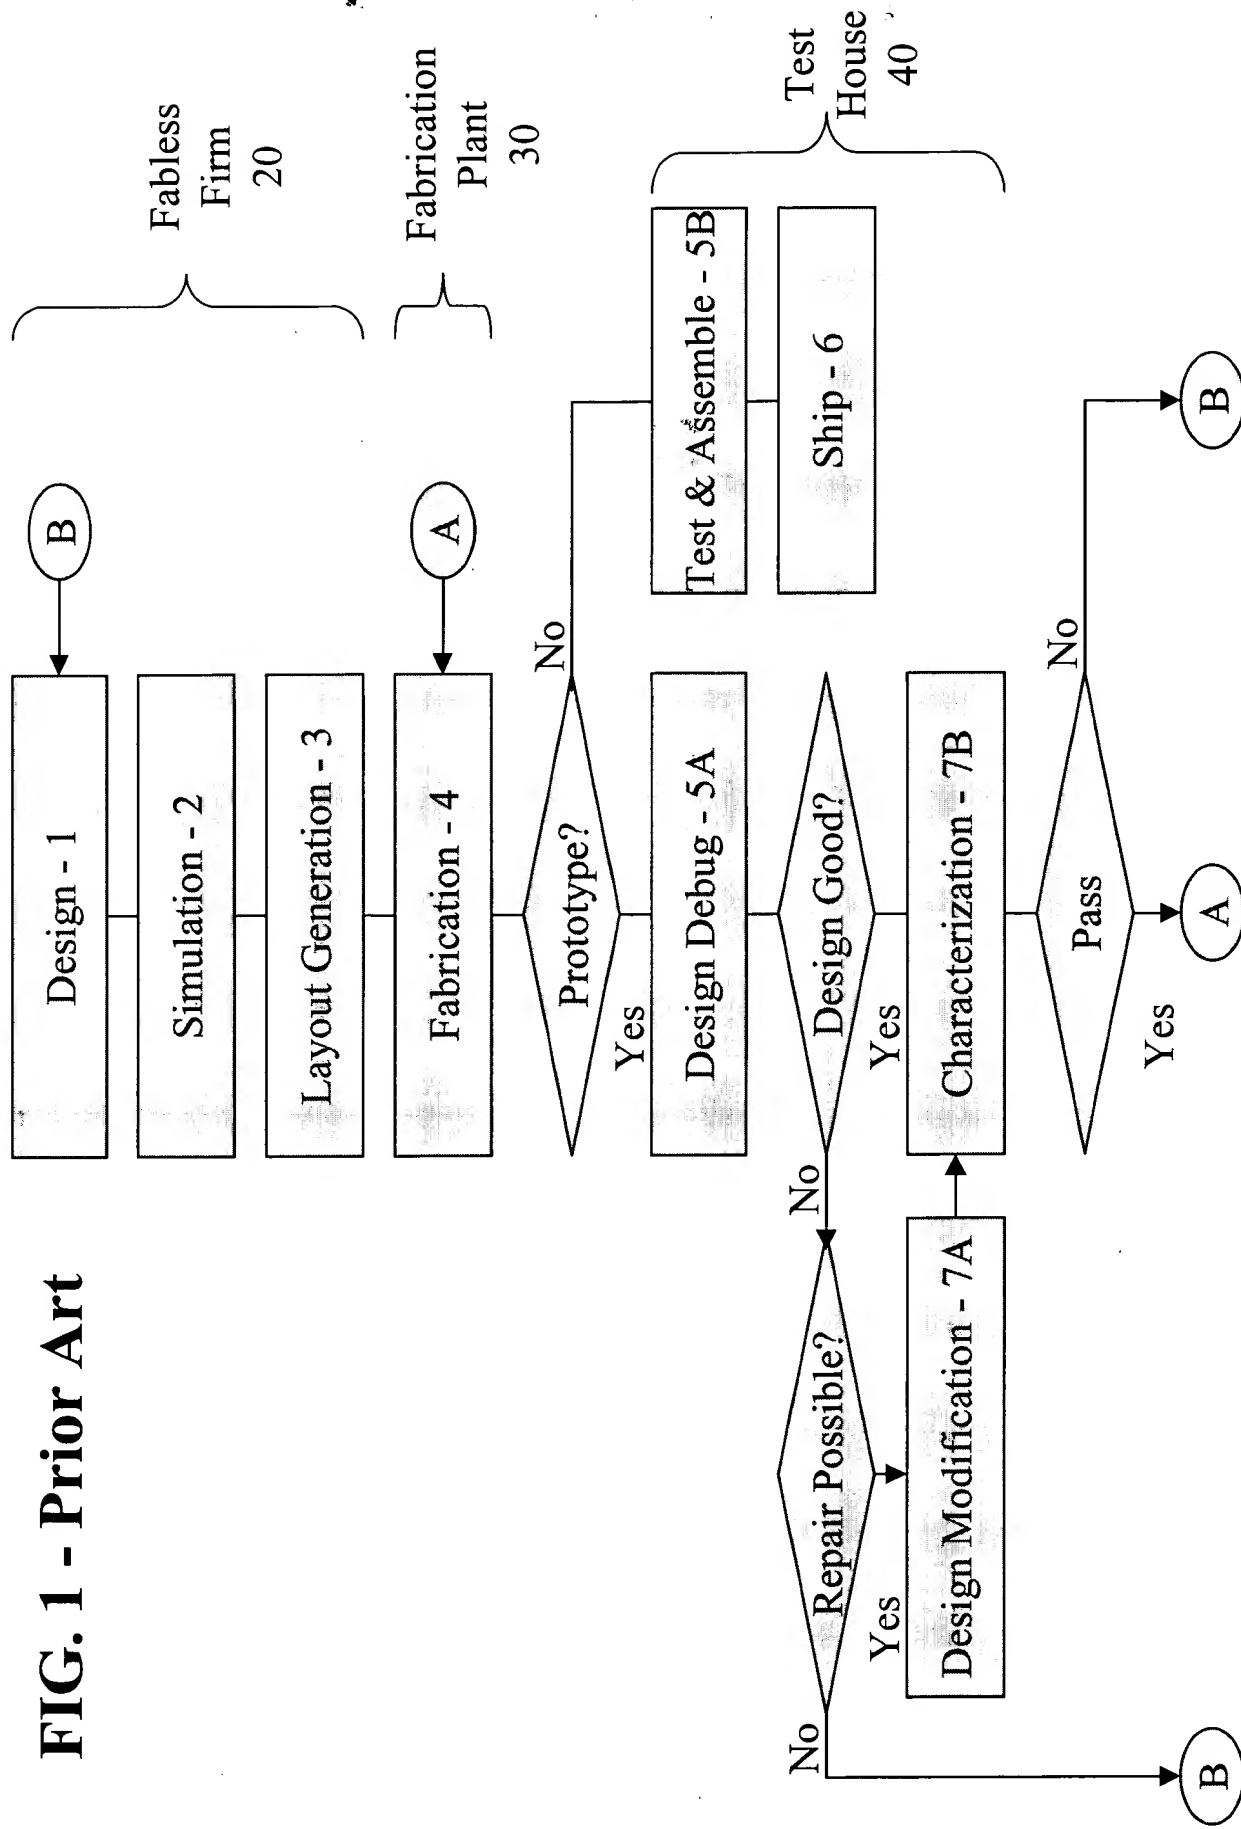 FIG. 1 - Prior Art
Design - 1
B
Fabless
Firm
20
Simulation - 2
Layout Generation - 3
Fabrication - 4
A
Fabrication
Plant
30
Prototype?
No
Yes
Design Debug - 5A
Test & Assemble - 5B
Test
House
40
Ship - 6
Design Good?
No
Yes
Repair Possible?
No
Yes
Design Modification - 7A
Characterization - 7B
Pass
No
Yes
B
A
B